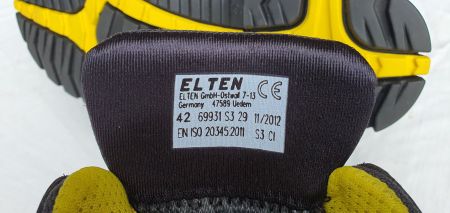 ELTEN CE
ELTEN GmbH-Ostwall 7-13
Germany 47589 Uedem
42 69931 S3 29 11/2012
EN ISO 20345:2011 S3 CI